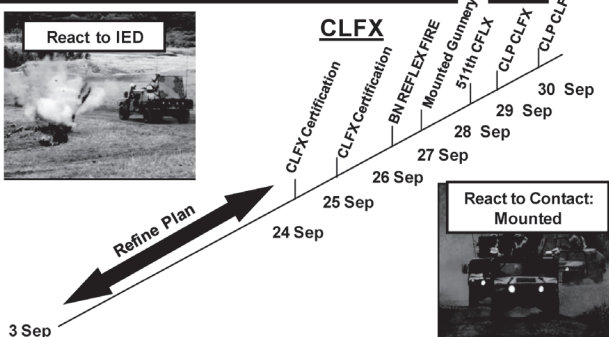 React to IED
CLFX
CLFX Certification
CLFX Certification
BN REFLEX FIRE
Mounted Gunnery
511th CFLX
CLP CLFX
CLP
30 Sep
29 Sep
28 Sep
27 Sep
26 Sep
25 Sep
24 Sep
Refine Plan
3 Sep
React to Contact:
Mounted